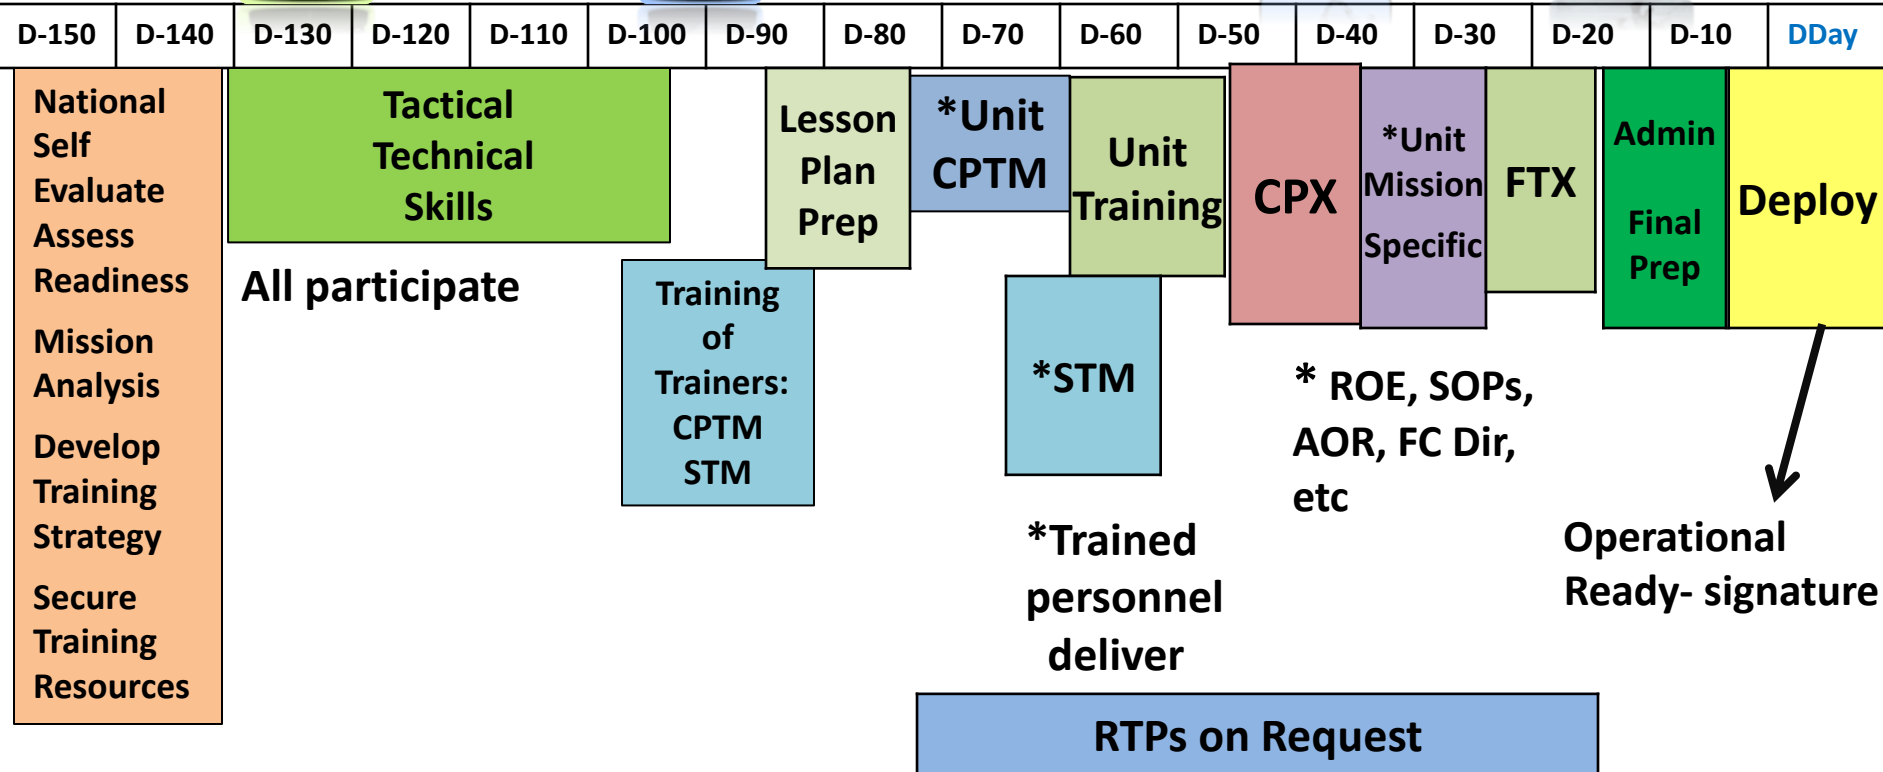 D-150 D-140 D-130 D-120 D-110 D-100 D-90 D-80 D-70 D-60 D-50 D-40 D-30 D-20 D-10 DDay
National
Self
Evaluate
Assess
Readiness
Mission
Analysis
Develop
Training
Strategy
Secure
Training
Resources
Tactical
Technical
Skills
All participate
Training
of
Trainers:
CPTM
STM
Lesson
Plan
Prep
*Unit
CPTM
Unit
Training
*STM
*Trained
personnel
deliver
CPX
*Unit
Mission
Specific
* ROE, SOPs,
AOR, FC Dir,
etc
FTX
Admin
Final
Prep
Deploy
Operational
Ready- signature
RTPs on Request